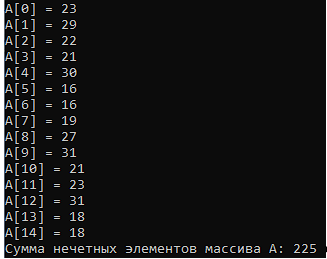 A[0] = 23
A[1] = 29
A[2] = 22
A[3] = 21
A[4] = 30
A[5] = 16
A[6] = 16
A[7] = 19
A[8] = 27
A[9] = 31
A[10] = 21
A[11] = 23
A[12] = 31
A[13] = 18
A[14] = 18
Сумма нечетных элементов массива A: 225